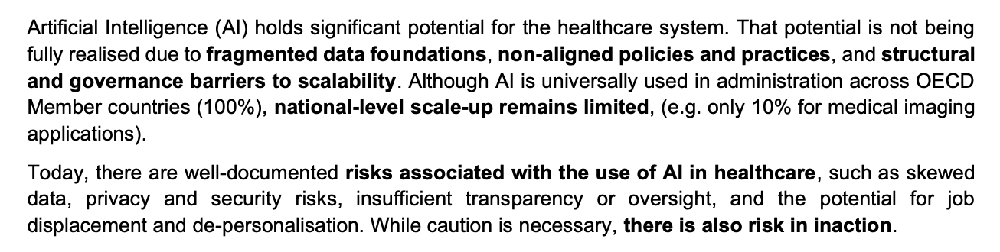 Artificial Intelligence (AI) holds significant potential for the healthcare system. That potential is not being
fully realised due to fragmented data foundations, non-aligned policies and practices, and structural
and governance barriers to scalability. Although AI is universally used in administration across OECD
Member countries (100%), national-level scale-up remains limited, (e.g. only 10% for medical imaging
applications).
Today, there are well-documented risks associated with the use of AI in healthcare, such as skewed
data, privacy and security risks, insufficient transparency or oversight, and the potential for job
displacement and de-personalisation. While caution is necessary, there is also risk in inaction.